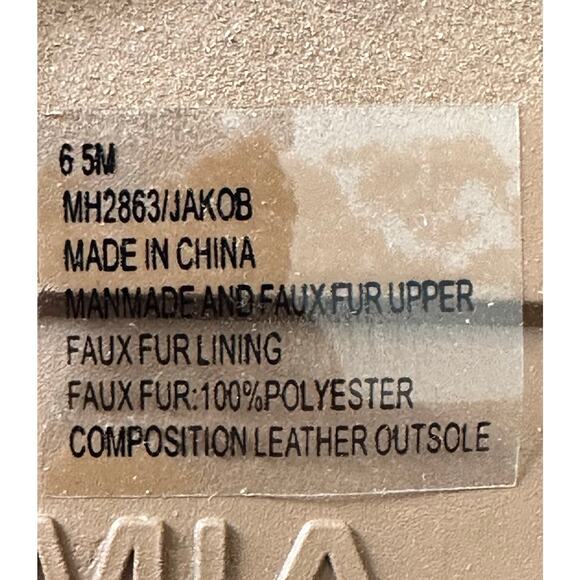 6 5M
MH2863/JAKOB
MADE IN CHINA
MANMADE AND FAUX FUR UPPER
FAUX FUR LINING
FAUX FUR:100%POLYESTER
COMPOSITION LEATHER OUTSOLE
MIA